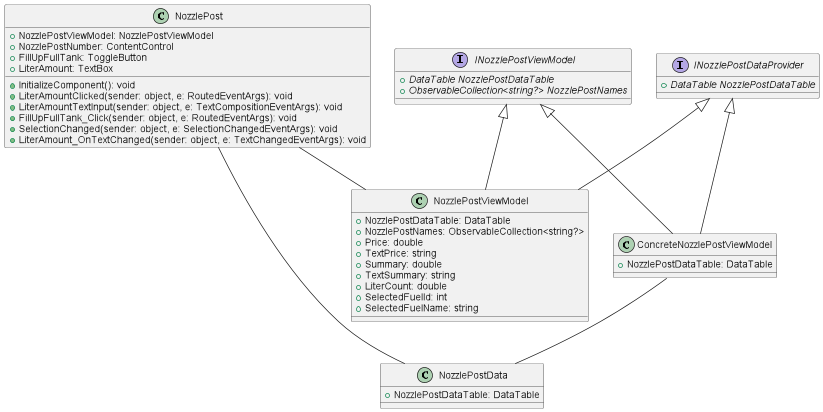 NozzlePost
NozzlePostViewModel: NozzlePostViewModel
NozzlePostNumber: ContentControl
FillUpFullTank: ToggleButton
LiterAmount: TextBox
InitializeComponent(): void
LiterAmountClicked(sender: object, e: RoutedEventArgs): void
LiterAmountTextInput(sender: object, e: TextCompositionEventArgs): void
FillUpFullTank_Click(sender: object, e: RoutedEventArgs): void
SelectionChanged(sender: object, e: SelectionChangedEventArgs): void
LiterAmount_OnTextChanged(sender: object, e: TextChangedEventArgs): void
INozzlePostViewModel
DataTable NozzlePostDataTable
ObservableCollection<string?> NozzlePostNames
INozzlePostDataProvider
DataTable NozzlePostDataTable
NozzlePostViewModel
NozzlePostDataTable: DataTable
NozzlePostNames: ObservableCollection<string?>
Price: double
TextPrice: string
Summary: double
TextSummary: string
LiterCount: double
SelectedFuelId: int
SelectedFuelName: string
ConcreteNozzlePostViewModel
NozzlePostDataTable: DataTable
NozzlePostData
NozzlePostDataTable: DataTable